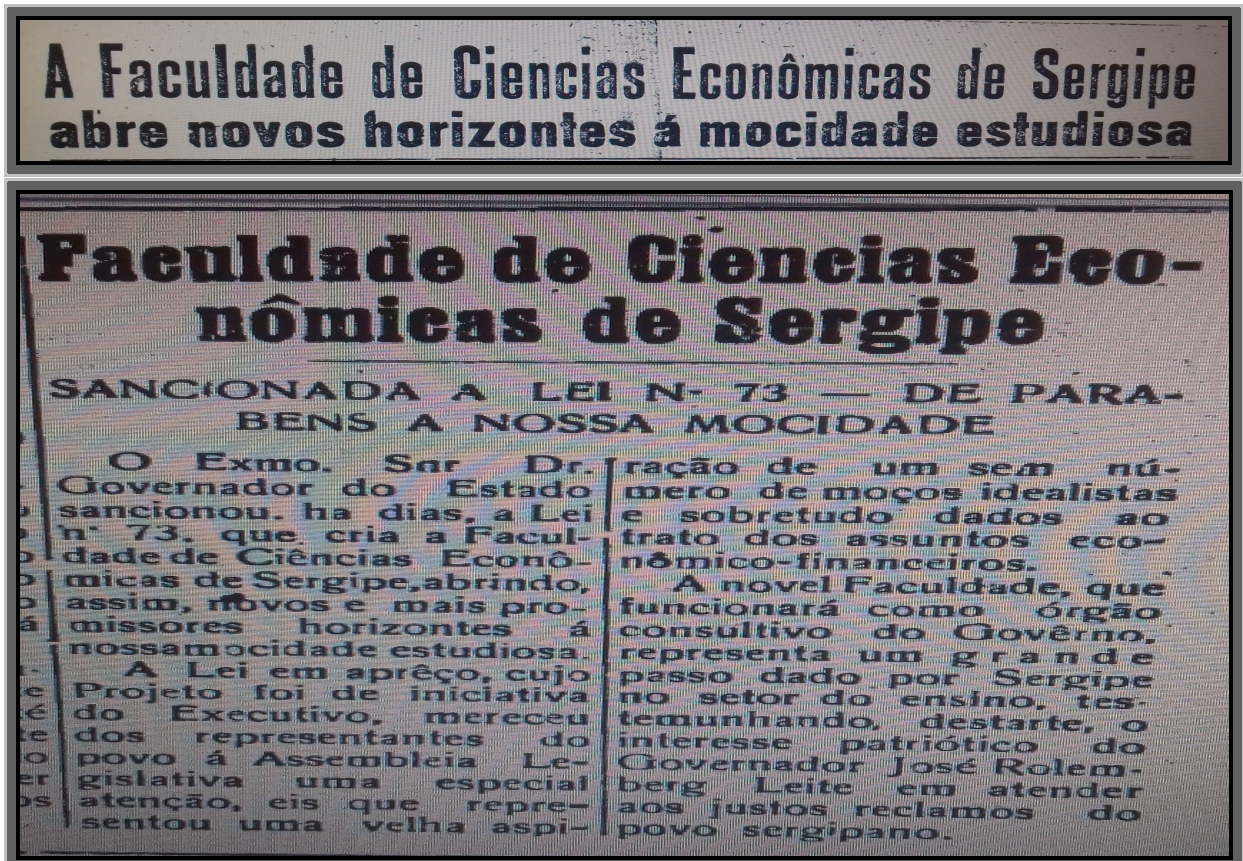 A Faculdade de Ciencias Econômicas de Sergipe
abre novos horizontes á mocidade estudiosa
Faculdade de Ciencias Eco-
nômicas de Sergipe
SANCIONADA A LEI N· 73 — DE PARA-
BENS A NOSSA MOCIDADE
O Exmo. Snr Dr.
Governador do Estado
sancionou, ha dias, a Lei
n· 73, que cria a Facul-
dade de Ciências Econô-
micas de Sergipe, abrindo,
assim, novos e mais pro-
missores horizontes á
nossa mocidade estudiosa.
A Lei em aprêço, cujo
Projeto foi de iniciativa
do Executivo, mereceu
dos representantes do
povo á Assembleia Le-
gislativa uma especial
atenção, eis que repre-
sentou uma velha aspi-
ração de um sem nú-
mero de moços idealistas
e sobretudo dados ao
trato dos assuntos eco-
nômico-financeiros.
A novel Faculdade, que
funcionará como órgão
consultivo do Govêrno,
representa um grande
passo dado por Sergipe
no setor do ensino, tes-
temunhando, destarte, o
interesse patriótico do
Governador José Rolem-
berg Leite em atender
aos justos reclamos do
povo sergipano.